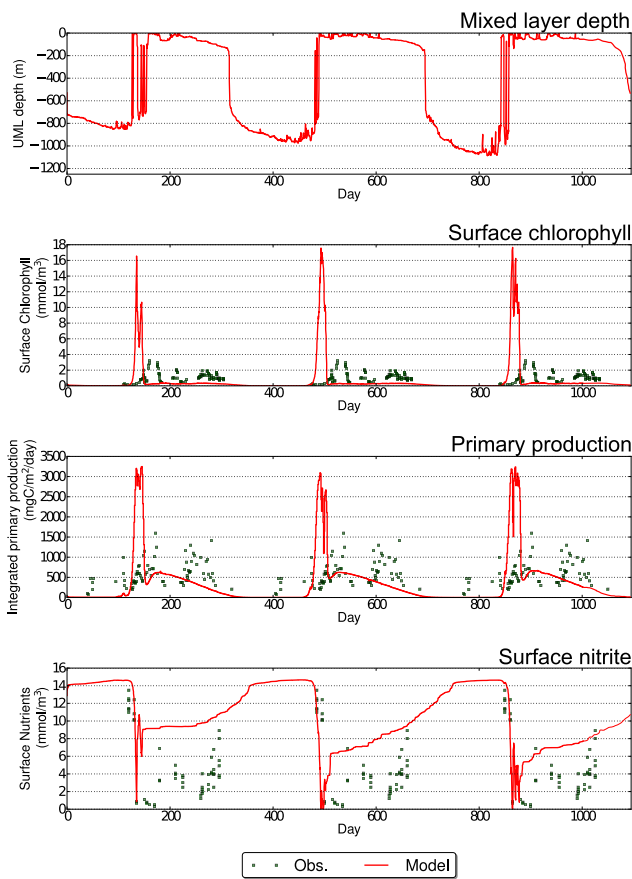 Mixed layer depth
UML depth (m)
0
−200
−400
−600
−800
−1000
−1200
0 200 400 600 800 1000
Day
Surface chlorophyll
Surface Chlorophyll
(mmol/m³)
18
16
14
12
10
8
6
4
2
0
0 200 400 600 800 1000
Day
Primary production
Integrated primary production
(mgC/m²/day)
3500
3000
2500
2000
1500
1000
500
0
0 200 400 600 800 1000
Day
Surface nitrite
Surface Nutrients
(mmol/m³)
16
14
12
10
8
6
4
2
0
0 200 400 600 800 1000
Day
Obs. Model